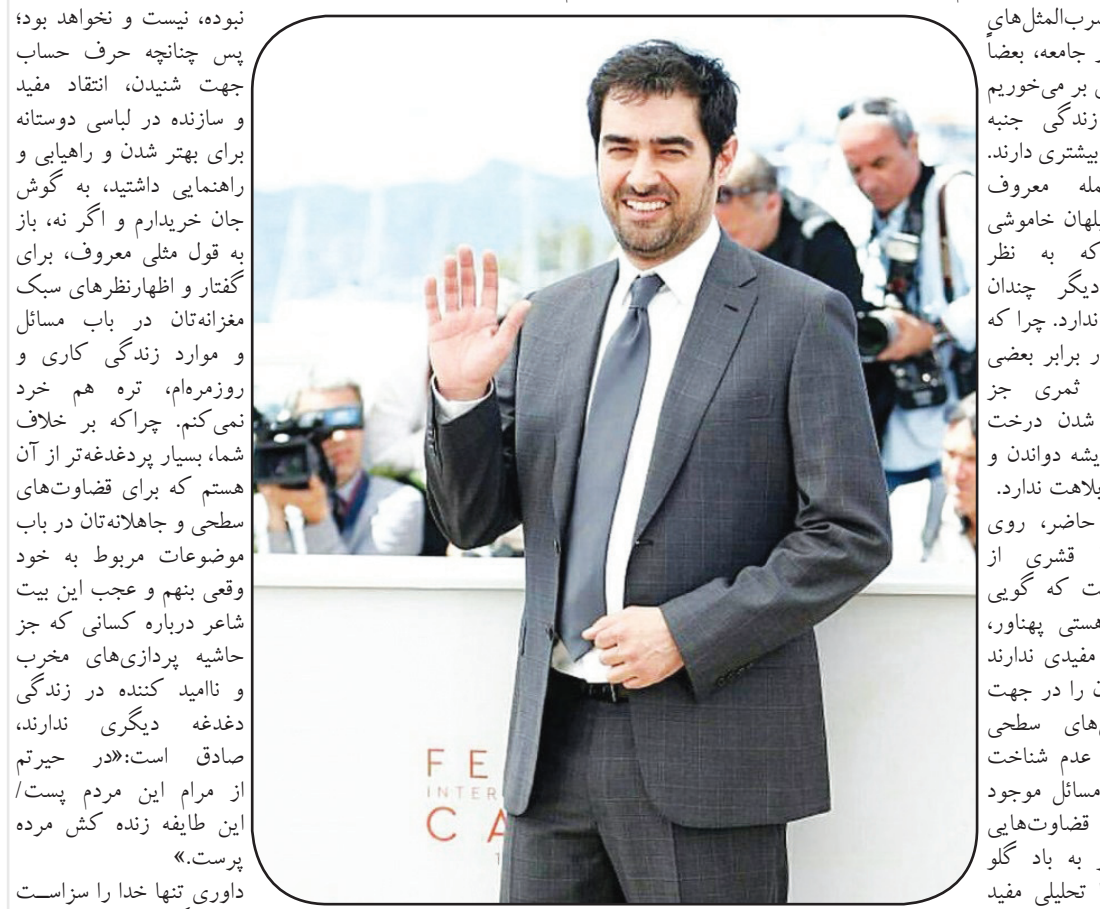 رب‌المثل‌های
ر جامعه، بعضاً
بر می‌خوریم
زندگی جنبه
بیشتری دارند.
مله معروف
بلهان خاموشی
که به نظر
دیگر چندان
ندارد. چرا که
ر برابر بعضی
ثمری جز
شدن درخت
یشه دواندن و
بلاهت ندارد.
حاضر، روی
قشری از
ت که گویی
هستی پهناور،
مفیدی ندارند
ن را در جهت
های سطحی
عدم شناخت
مسائل موجود
قضاوت‌هایی
ر به باد گلو
تحلیلی مفید
FE
INTER
CA
1
نبوده، نیست و نخواهد بود؛
پس چنانچه حرف حساب
جهت شنیدن، انتقاد مفید
و سازنده در لباسی دوستانه
برای بهتر شدن و راهیابی و
راهنمایی داشتید، به گوش
جان خریدارم و اگر نه، باز
به قول مثلی معروف، برای
گفتار و اظهارنظرهای سبک
مغزانه‌تان در باب مسائل
و موارد زندگی کاری و
روزمره‌ام، تره هم خرد
نمی‌کنم. چراکه بر خلاف
شما، بسیار پردغدغه‌تر از آن
هستم که برای قضاوت‌های
سطحی و جاهلانه‌تان در باب
موضوعات مربوط به خود
وقعی بنهم و عجب این بیت
شاعر درباره کسانی که جز
حاشیه پردازی‌های مخرب
و ناامید کننده در زندگی
دغدغه دیگری ندارند،
صادق است:«در حیرتم
از مرام این مردم پست/
این طایفه زنده کش مرده
پرست.»
داوری تنها خدا را سزاست